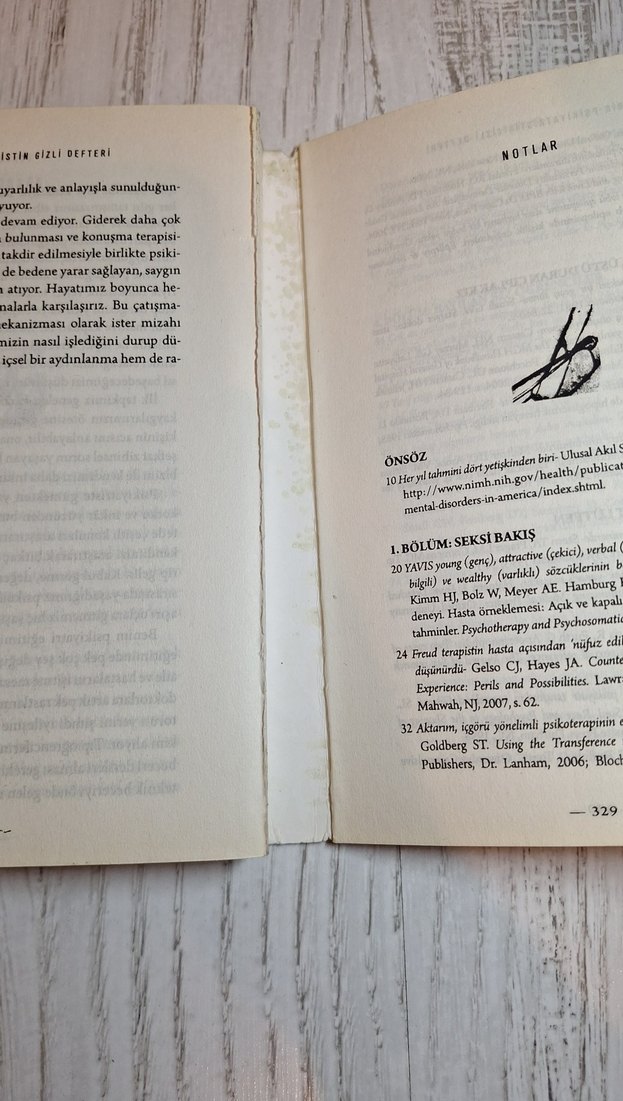 İSTİN GİZLİ DEFTERİ
uyarlılık ve anlayışla sunulduğun-
yuyor.
devam ediyor. Giderek daha çok
bulunması ve konuşma terapisi-
takdir edilmesiyle birlikte psiki-
de bedene yarar sağlayan, saygın
atıyor. Hayatımız boyunca he-
malarla karşılaşırız. Bu çatışma-
ekanizması olarak ister mizahı
mizin nasıl işlediğini durup dü-
içsel bir aydınlanma hem de ra-
NOTLAR
ÖNSÖZ
10 Her yıl tahmini dört yetişkinden biri- Ulusal Akıl S
http://www.nimh.nih.gov/health/publicat
mental-disorders-in-america/index.shtml.
1. BÖLÜM: SEKSİ BAKIŞ
20 YAVIS young (genç), attractive (çekici), verbal (
bilgili) ve wealthy (varlıklı) sözcüklerinin b
Kimm HJ, Bolz W, Meyer AE. Hamburg
deneyi. Hasta örneklemesi: Açık ve kapalı
tahminler. Psychotherapy and Psychosomatic
24 Freud terapistin hasta açısından 'nüfuz edil
düşünürdü- Gelso CJ, Hayes JA. Counte
Experience: Perils and Possibilities. Lawr
Mahwah, NJ, 2007, s. 62.
32 Aktarım, içgörü yönelimli psikoterapinin e
Goldberg ST. Using the Transference
Publishers, Dr. Lanham, 2006; Bloch
— 329